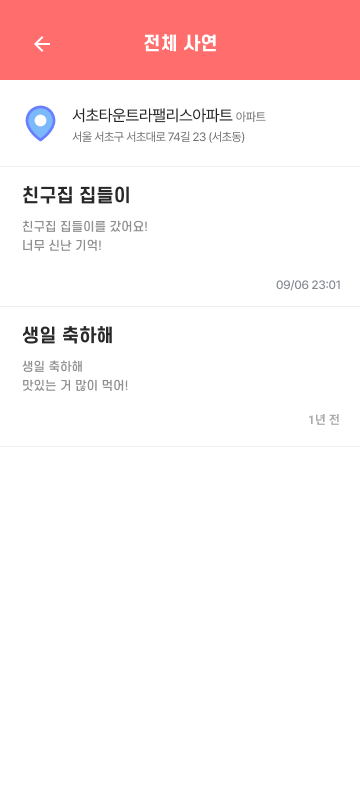 전체 사연
서초타운트라팰리스아파트 아파트
서울 서초구 서초대로 74길 23 (서초동)
친구집 집들이
친구집 집들이를 갔어요!
너무 신난 기억!
09/06 23:01
생일 축하해
생일 축하해
맛있는 거 많이 먹어!
1년 전